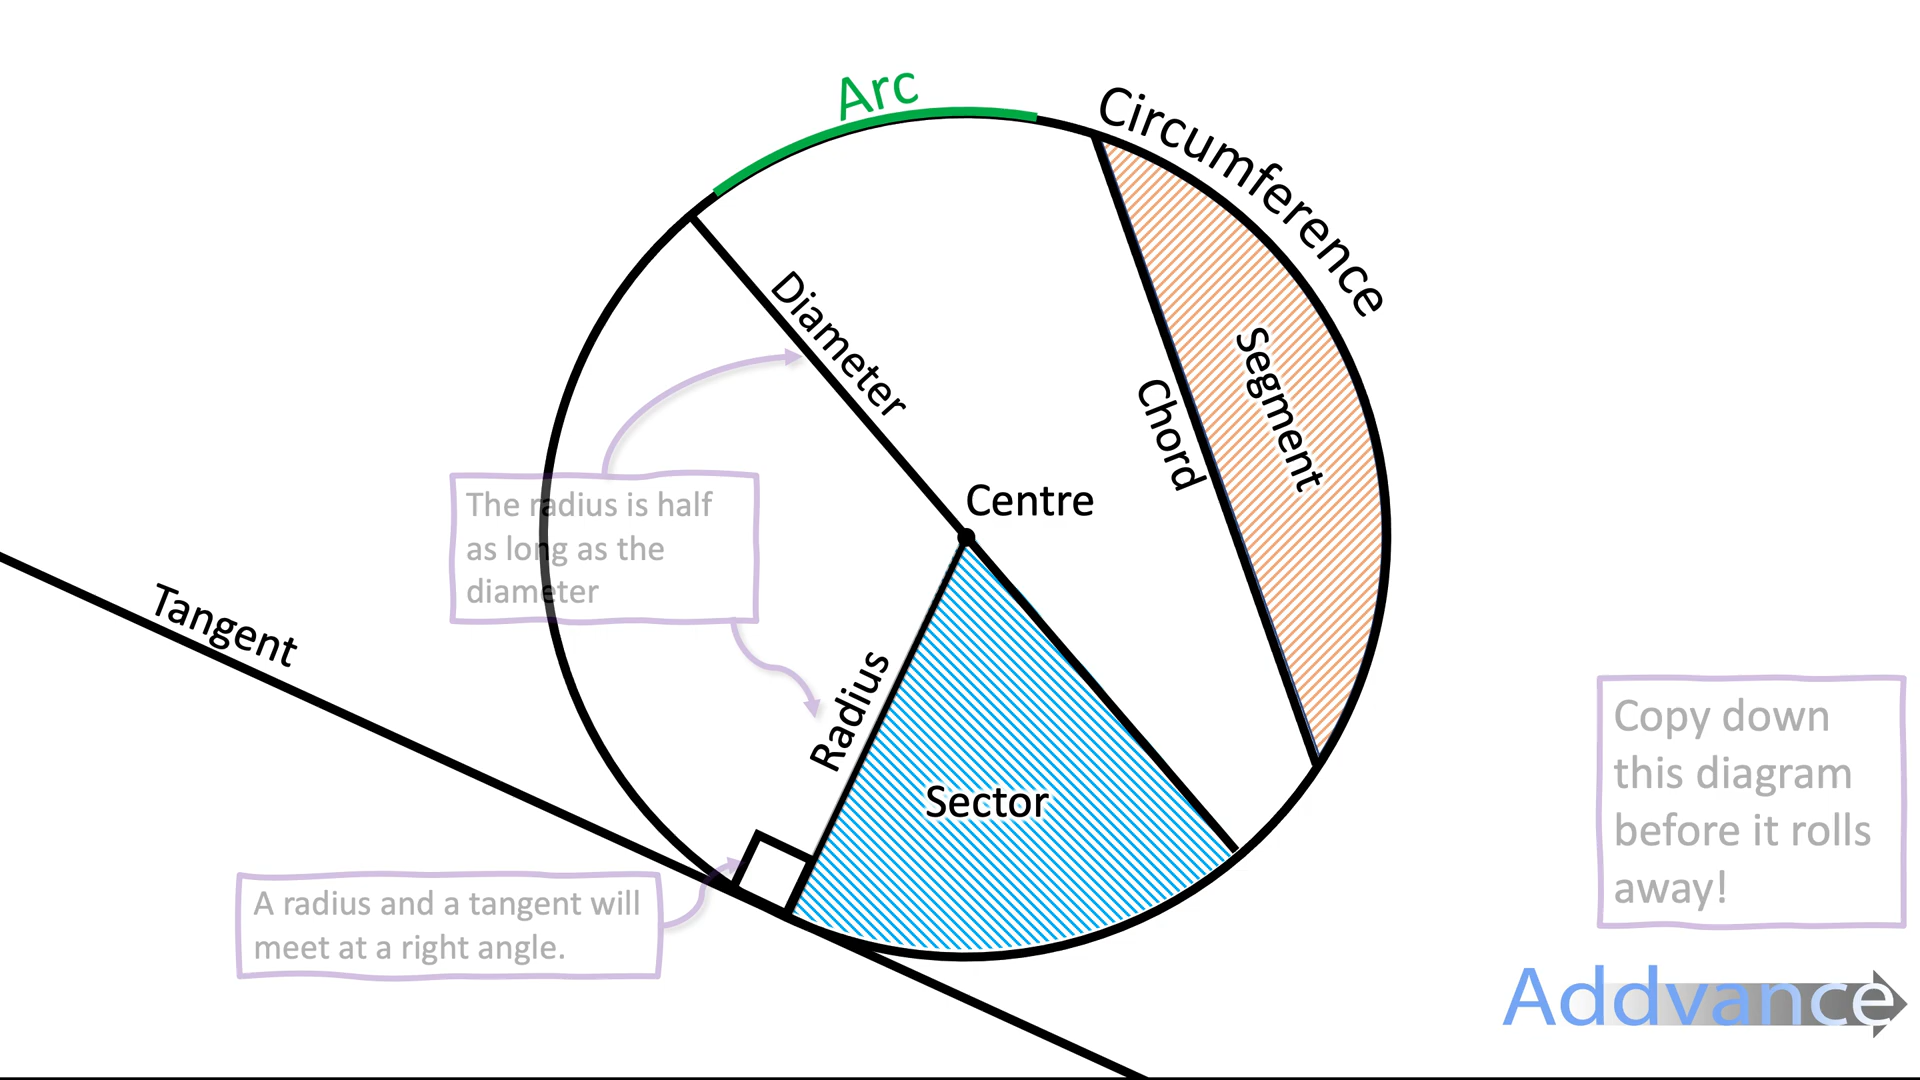 Arc
Circumference
Diameter
Segment
Chord
Centre
The radius is half
as long as the
diameter
Tangent
Radius
Sector
Copy down
this diagram
before it rolls
away!
A radius and a tangent will
meet at a right angle.
Addvance